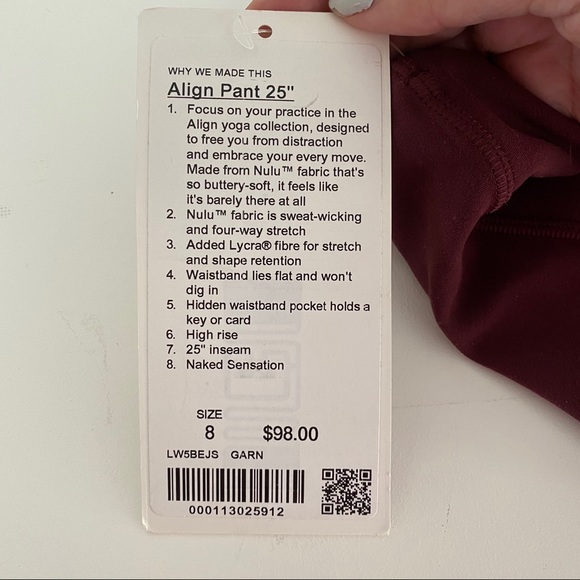 WHY WE MADE THIS
Align Pant 25"
1. Focus on your practice in the
Align yoga collection, designed
to free you from distraction
and embrace your every move.
Made from Nulu™ fabric that's
so buttery-soft, it feels like
it's barely there at all
2. Nulu™ fabric is sweat-wicking
and four-way stretch
3. Added Lycra® fibre for stretch
and shape retention
4. Waistband lies flat and won't
dig in
5. Hidden waistband pocket holds a
key or card
6. High rise
7. 25" inseam
8. Naked Sensation
SIZE
8 $98.00
LW5BEJS GARN
000113025912